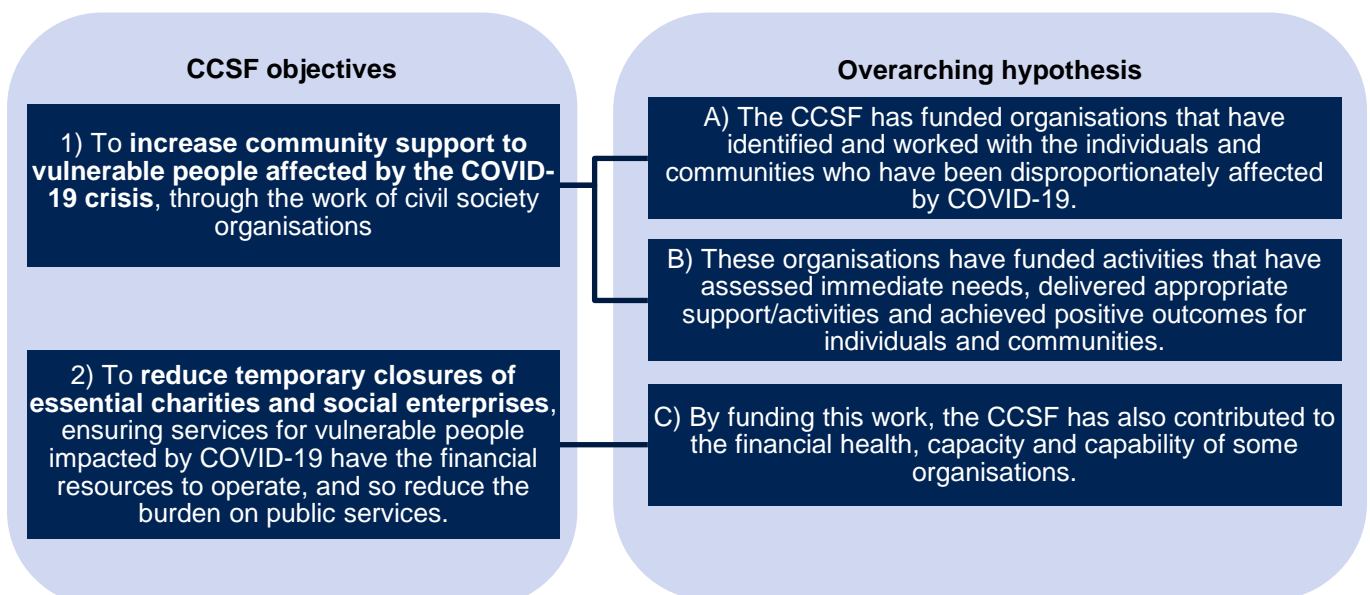 CCSF objectives
1) To increase community support to
vulnerable people affected by the COVID-
19 crisis, through the work of civil society
organisations
2) To reduce temporary closures of
essential charities and social enterprises,
ensuring services for vulnerable people
impacted by COVID-19 have the financial
resources to operate, and so reduce the
burden on public services.
Overarching hypothesis
A) The CCSF has funded organisations that have
identified and worked with the individuals and
communities who have been disproportionately affected
by COVID-19.
B) These organisations have funded activities that have
assessed immediate needs, delivered appropriate
support/activities and achieved positive outcomes for
individuals and communities.
C) By funding this work, the CCSF has also contributed to
the financial health, capacity and capability of some
organisations.